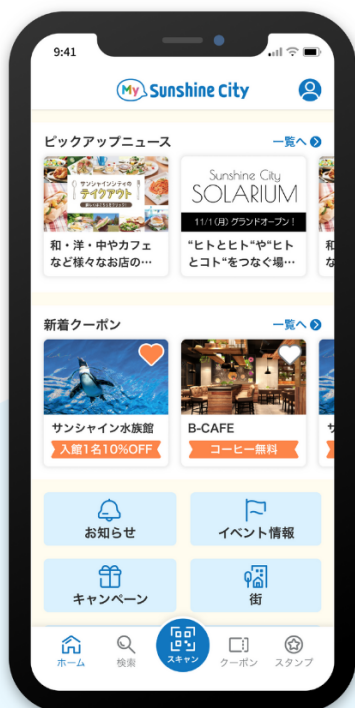 9:41
My Sunshine City
ピックアップニュース
一覧へ
サンシャインシティの
テイクアウト
Sunshine City
SOLARIUM
11/1(月) グランドオープン!
和・洋・中やカフェ
など様々なお店の…
“ヒトとヒト“や“ヒト
とコト“をつなぐ場…
和
な
新着クーポン
一覧へ
サンシャイン水族館
入館1名10%OFF
B-CAFE
コーヒー無料
サ
お知らせ
イベント情報
キャンペーン
街
ホーム
検索
スキャン
クーポン
スタンプ